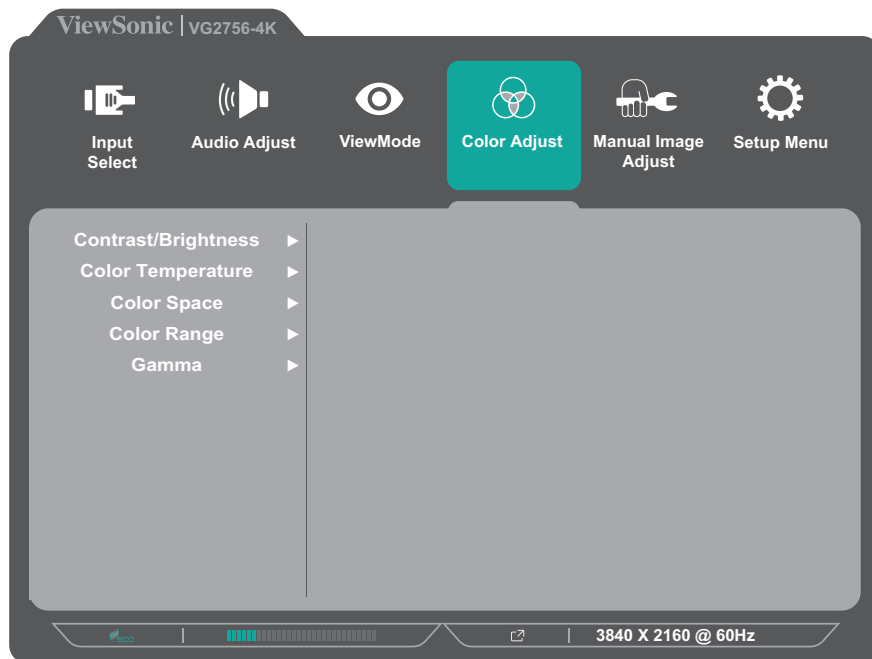 ViewSonic | VG2756-4K
Input
Select
Audio Adjust
ViewMode
Color Adjust
Manual Image
Adjust
Setup Menu
Contrast/Brightness ▶
Color Temperature ▶
Color Space ▶
Color Range ▶
Gamma ▶
eco
3840 X 2160 @ 60Hz